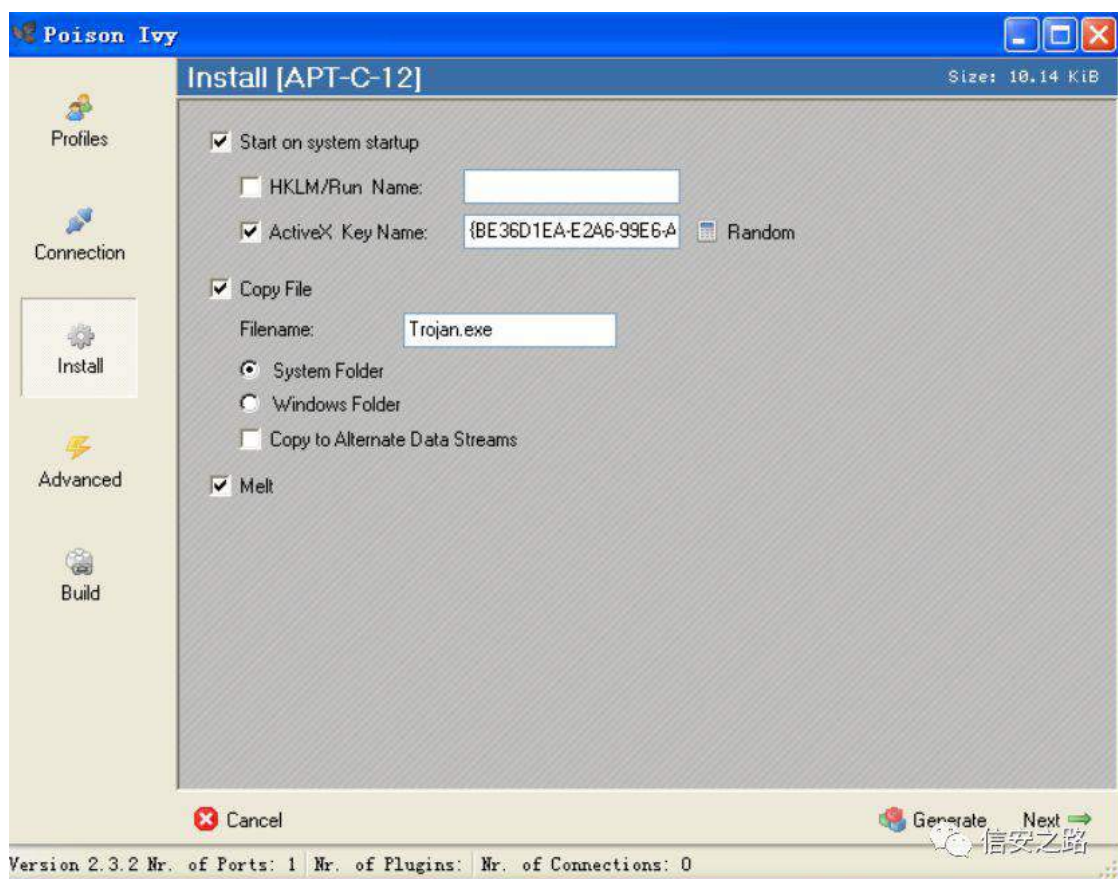 Poison Ivy
Install [APT-C-12]
Size: 10.14 KiB
Profiles
Connection
Install
Advanced
Build
Start on system startup
HKLM/Run Name:
ActiveX Key Name: {BE36D1EA-E2A6-99E6-A Random
Copy File
Filename: Trojan.exe
System Folder
Windows Folder
Copy to Alternate Data Streams
Melt
Cancel
Generate
Next
信安之路
Version 2.3.2 Nr. of Ports: 1 Nr. of Plugins: Nr. of Connections: 0